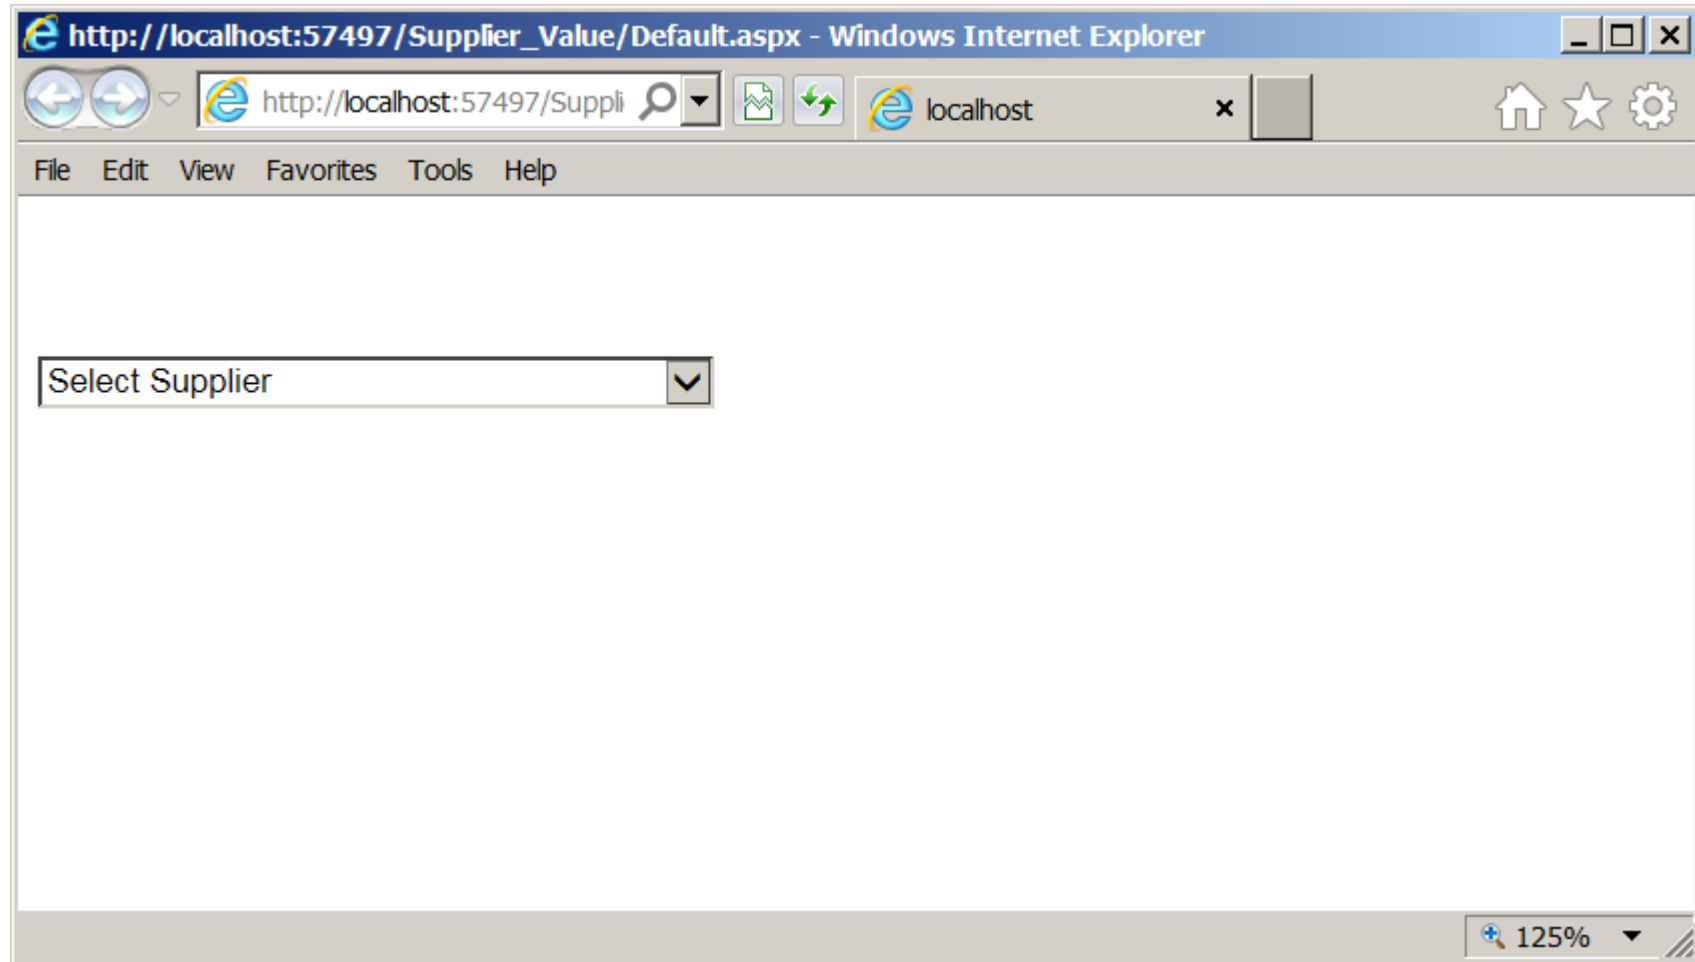 http://localhost:57497/Supplier_Value/Default.aspx - Windows Internet Explorer
http://localhost:57497/Suppli localhost
File Edit View Favorites Tools Help
Select Supplier
125%